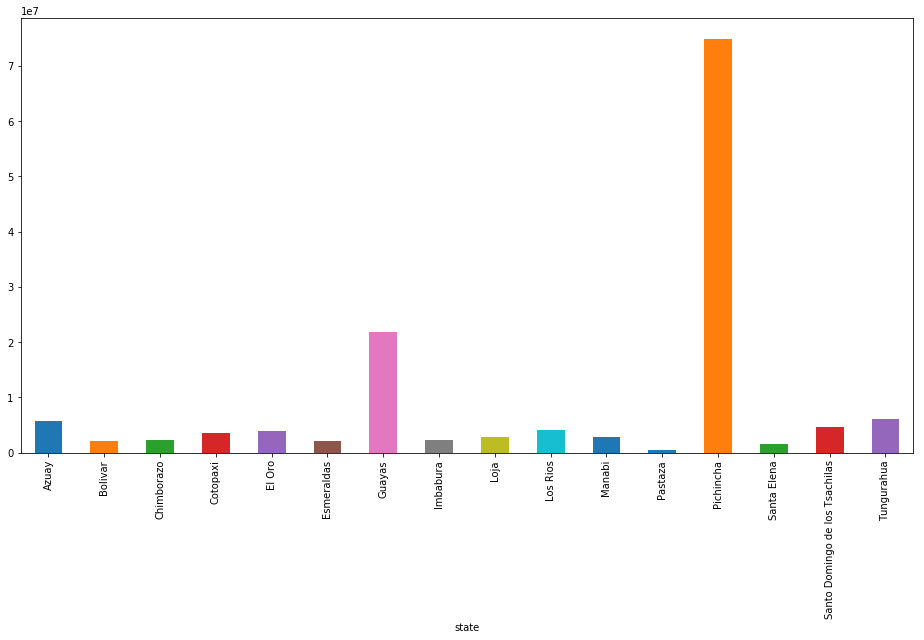 1e7
7
6
5
4
3
2
1
0
Azuay
Bolivar
Chimborazo
Cotopaxi
El Oro
Esmeraldas
Guayas
Imbabura
Loja
Los Rios
Manabi
Pastaza
Pichincha
Santa Elena
Santo Domingo de los Tsachilas
Tungurahua
state